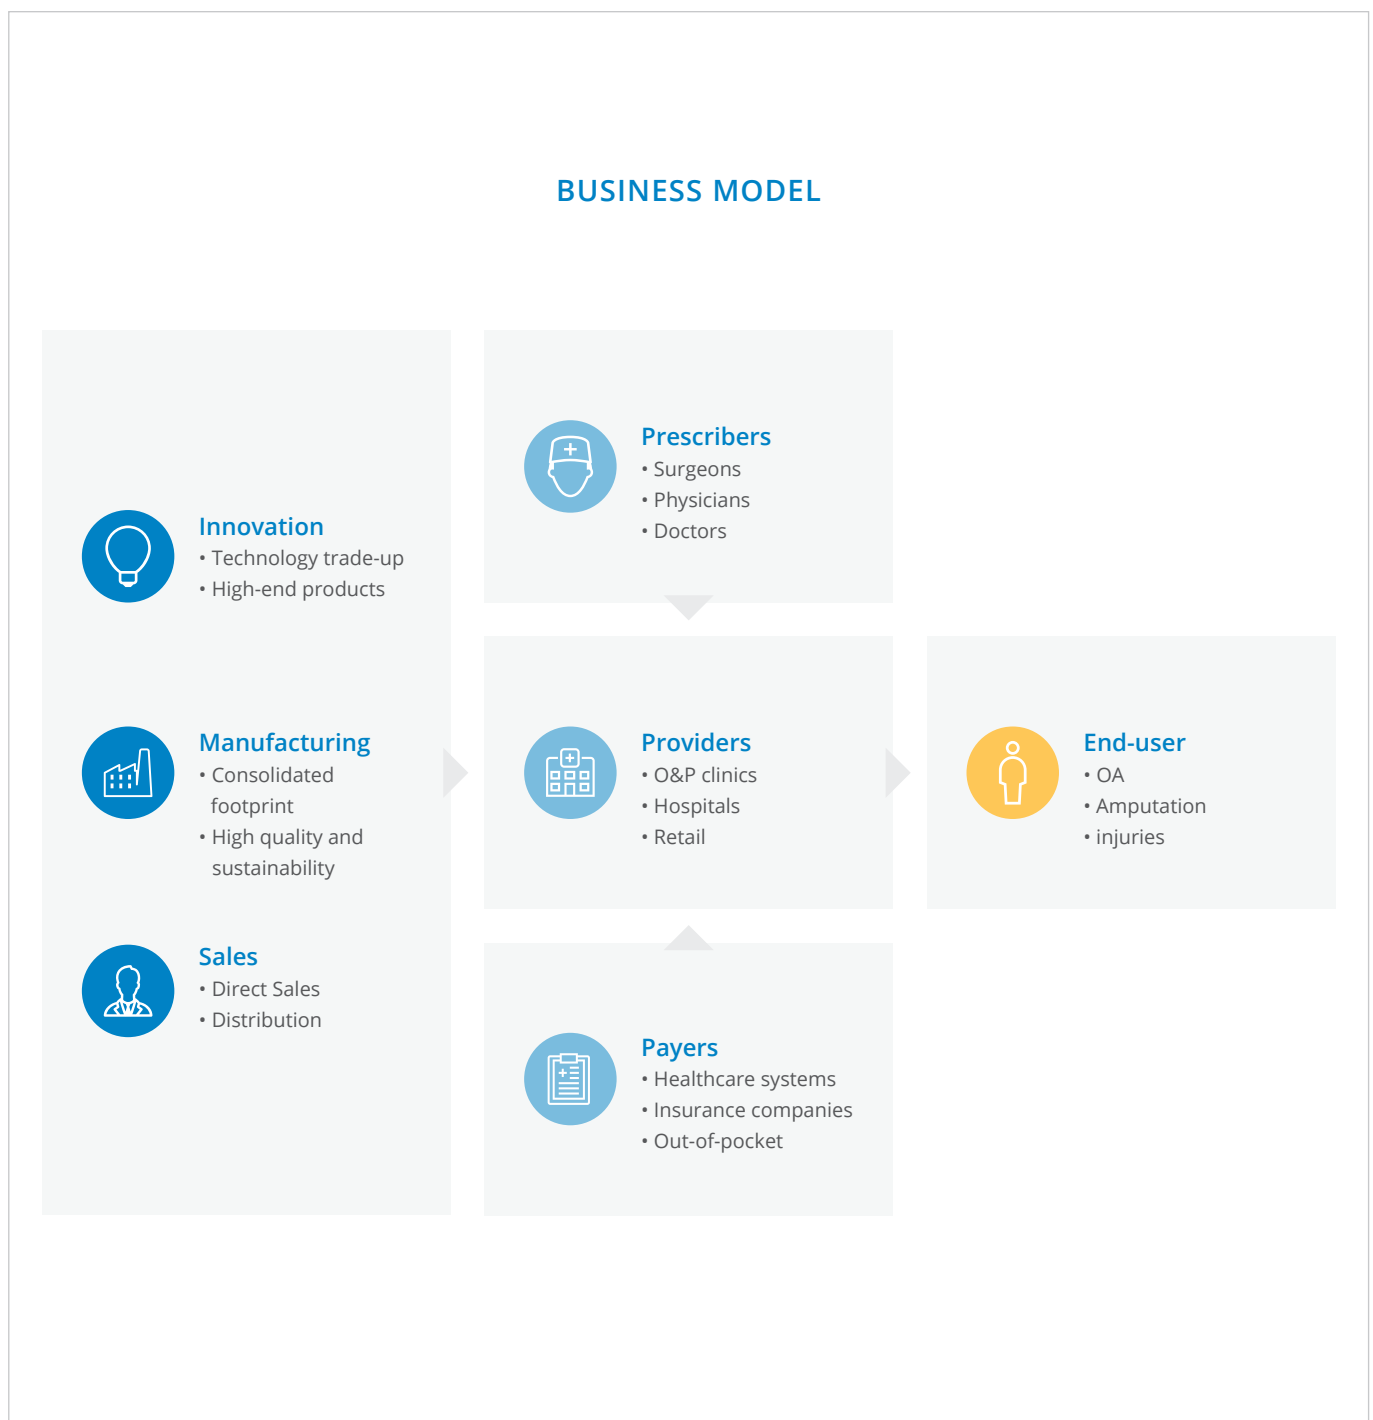 BUSINESS MODEL
Innovation
• Technology trade-up
• High-end products
Manufacturing
• Consolidated
footprint
• High quality and
sustainability
Sales
• Direct Sales
• Distribution
Prescribers
• Surgeons
• Physicians
• Doctors
Providers
• O&P clinics
• Hospitals
• Retail
Payers
• Healthcare systems
• Insurance companies
• Out-of-pocket
End-user
• OA
• Amputation
• injuries